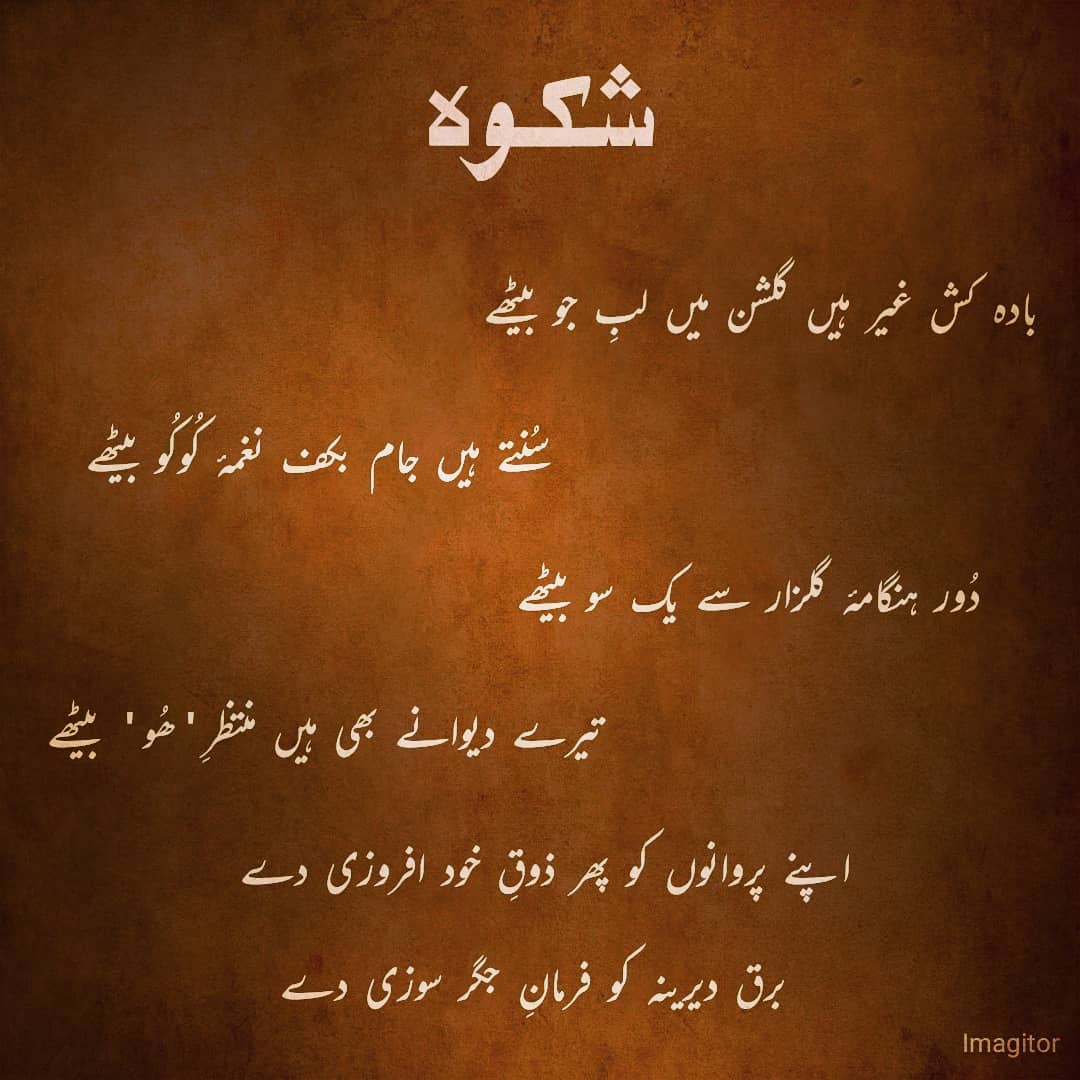 شکوہ
بادہ کش غیر ہیں گلشن میں لبِ جو بیٹھے
سُنتے ہیں جام بکف نغمۂ کُوکُو بیٹھے
دُور ہنگامۂ گلزار سے یک سو بیٹھے
تیرے دیوانے بھی ہیں منتظرِ 'ھُو' بیٹھے
اپنے پروانوں کو پھر ذوقِ خود افروزی دے
برق دیرینہ کو فرمانِ جگر سوزی دے
Imagitor